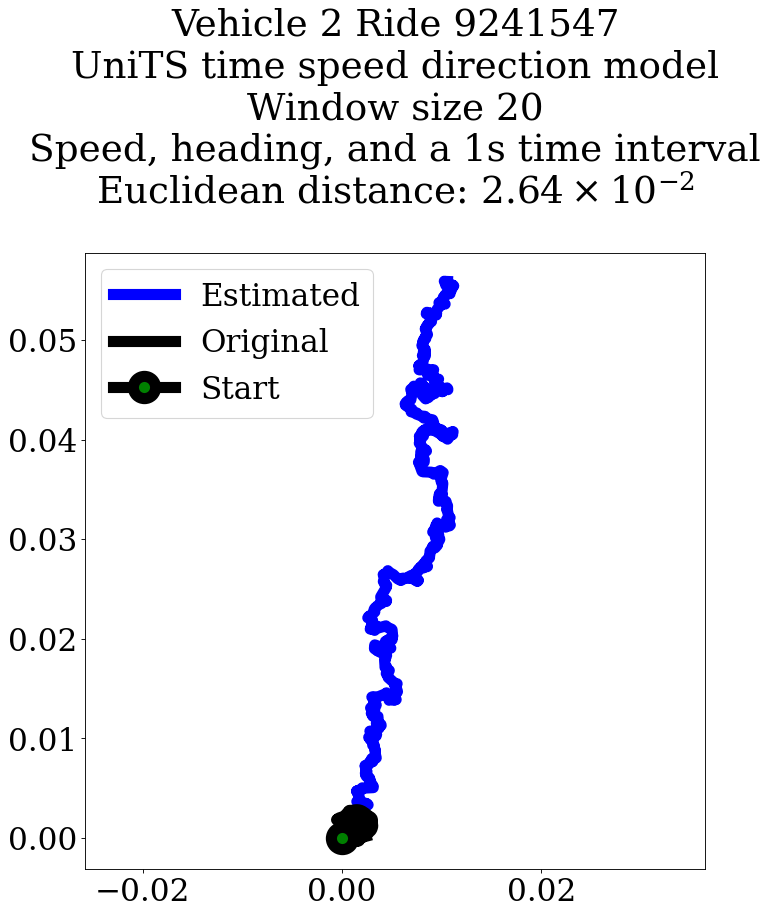 Vehicle 2 Ride 9241547
UniTS time speed direction model
Window size 20
Speed, heading, and a 1s time interval
Euclidean distance: 2.64 × 10⁻²
Estimated
Original
Start
0.05
0.04
0.03
0.02
0.01
0.00
−0.02
0.00
0.02